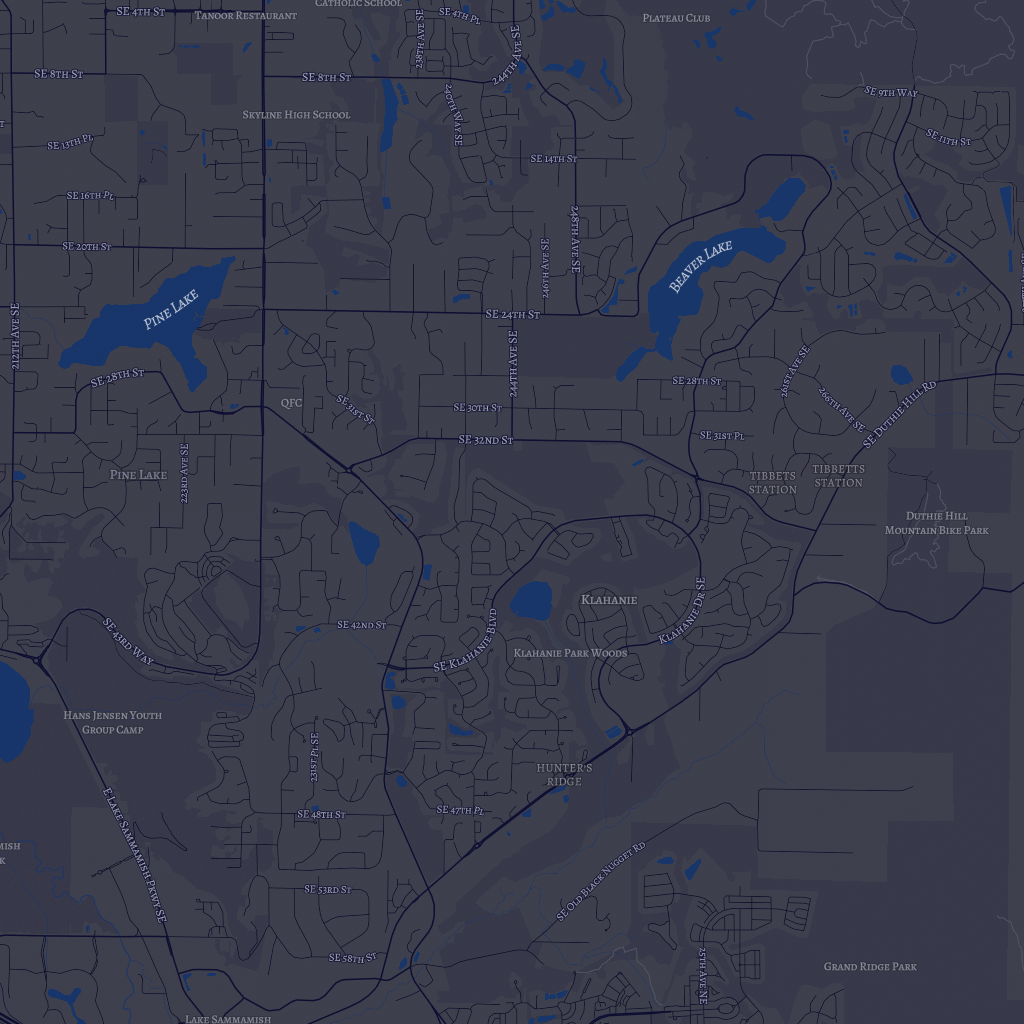 CATHOLIC SCHOOL
SE 4TH ST
TANOOR RESTAURANT
238TH AVE SE
SE 4TH PL
244TH AVE SE
PLATEAU CLUB
SE 8TH ST
SE 8TH ST
240TH WAY SE
SE 9TH WAY
SKYLINE HIGH SCHOOL
SE 11TH ST
SE 13TH PL
SE 14TH ST
SE 16TH PL
248TH AVE SE
SE 20TH ST
246TH AVE SE
BEAVER LAKE
PINE LAKE
212TH AVE SE
SE 24TH ST
244TH AVE SE
SE 28TH ST
SE 28TH ST
261ST AVE SE
266TH AVE SE
SE DUTHIE HILL RD
QFC
SE 31ST ST
SE 30TH ST
SE 32ND ST
SE 31ST PL
PINE LAKE
223RD AVE SE
TIBBETS
STATION
TIBBETTS
STATION
DUTHIE HILL
MOUNTAIN BIKE PARK
KLAHANIE
SE 42ND ST
SE 43RD WAY
SE KLAHANIE BLVD
KLAHANIE DR SE
KLAHANIE PARK WOODS
HANS JENSEN YOUTH
GROUP CAMP
231ST PL SE
HUNTER'S
RIDGE
E LAKE SAMMAMISH PKWY SE
SE 48TH ST
SE 47TH PL
MISH
K
SE OLD BLACK NUGGET RD
SE 53RD ST
SE 58TH ST
15TH AVE NE
GRAND RIDGE PARK
LAKE SAMMAMISH